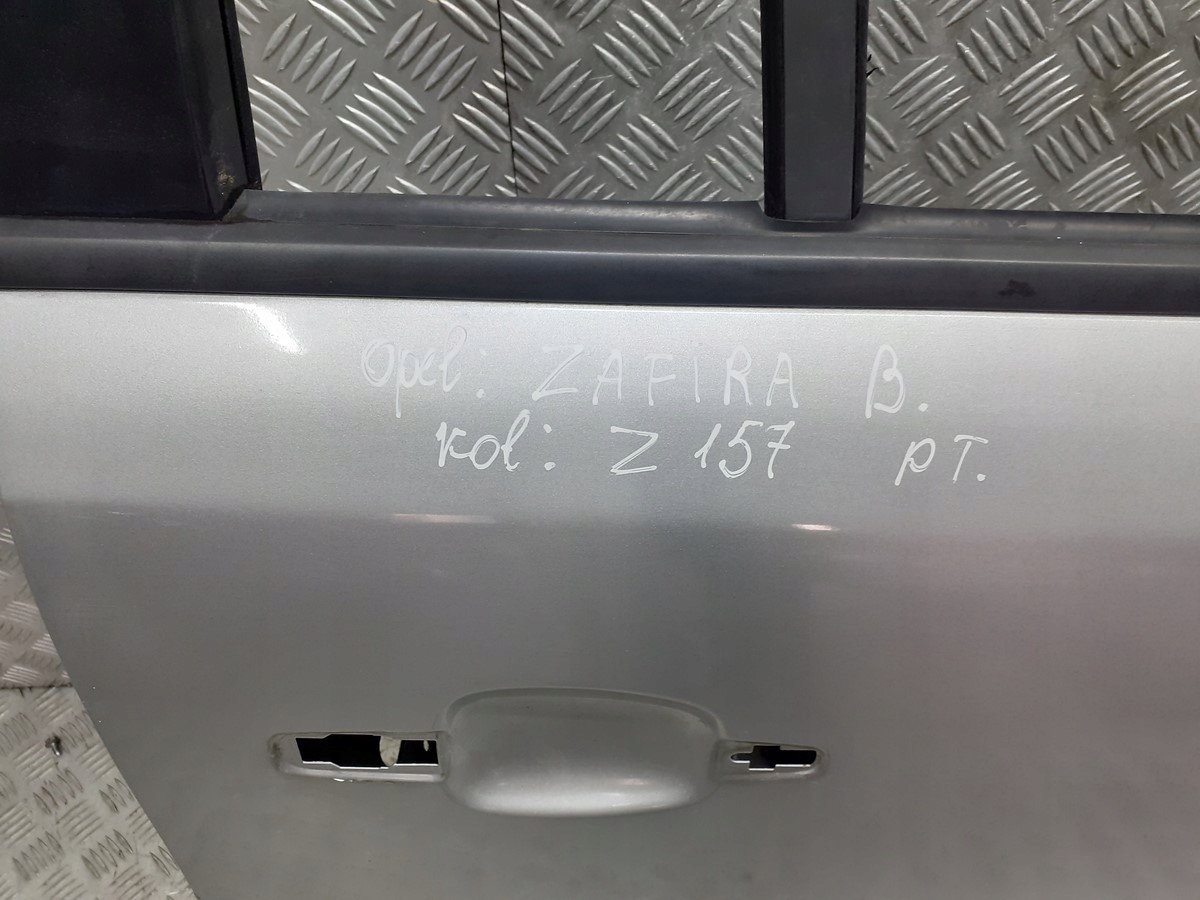 Opel: ZAFIRA B.
kol: Z 157 PT.